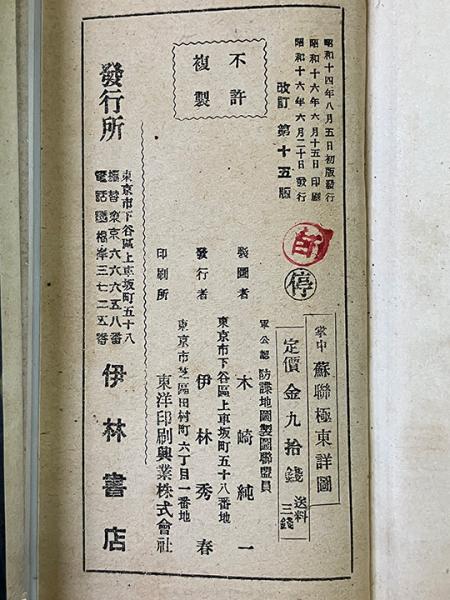 昭和十四年八月五日初版發行
昭和十六年六月十五日印刷
昭和十六年六月二十日發行
改訂第十五版
不許
複製
停
掌中 蘇聯極東詳圖
定價金九拾錢 送料三錢
軍公認 防諜地圖製圖聯盟員
製圖者 木崎純一
東京市下谷區上車坂町五十八番地
發行者 伊林秀春
東京市芝區田村町六丁目一番地
印刷所 東洋印刷興業株式會社
發行所
東京市下谷區上車坂町五十八
振替東京六六六五八番
電話 根岸三七二五番
伊林書店